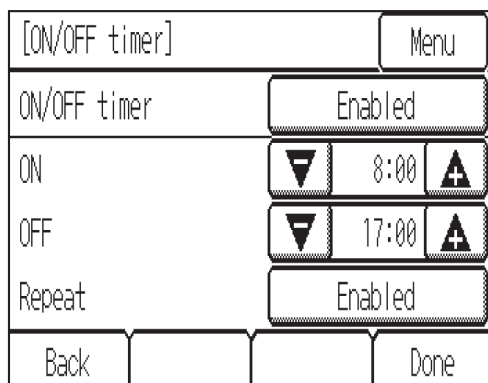 [ON/OFF timer] Menu
ON/OFF timer Enabled
ON 8:00
OFF 17:00
Repeat Enabled
Back Done